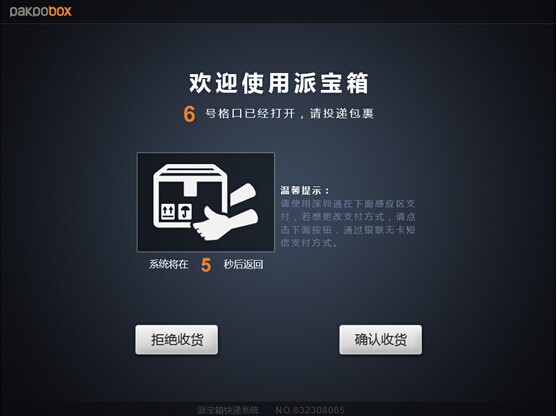 pakpobox
欢迎使用派宝箱
6 号格口已经打开，请投递包裹
温馨提示：
请使用深圳通在下面感应区支
付，若想更改支付方式，请点
击下面按钮，通过银联无卡短
信支付方式。
系统将在 5 秒后返回
拒绝收货
确认收货
派宝箱快递系统 NO.832308085